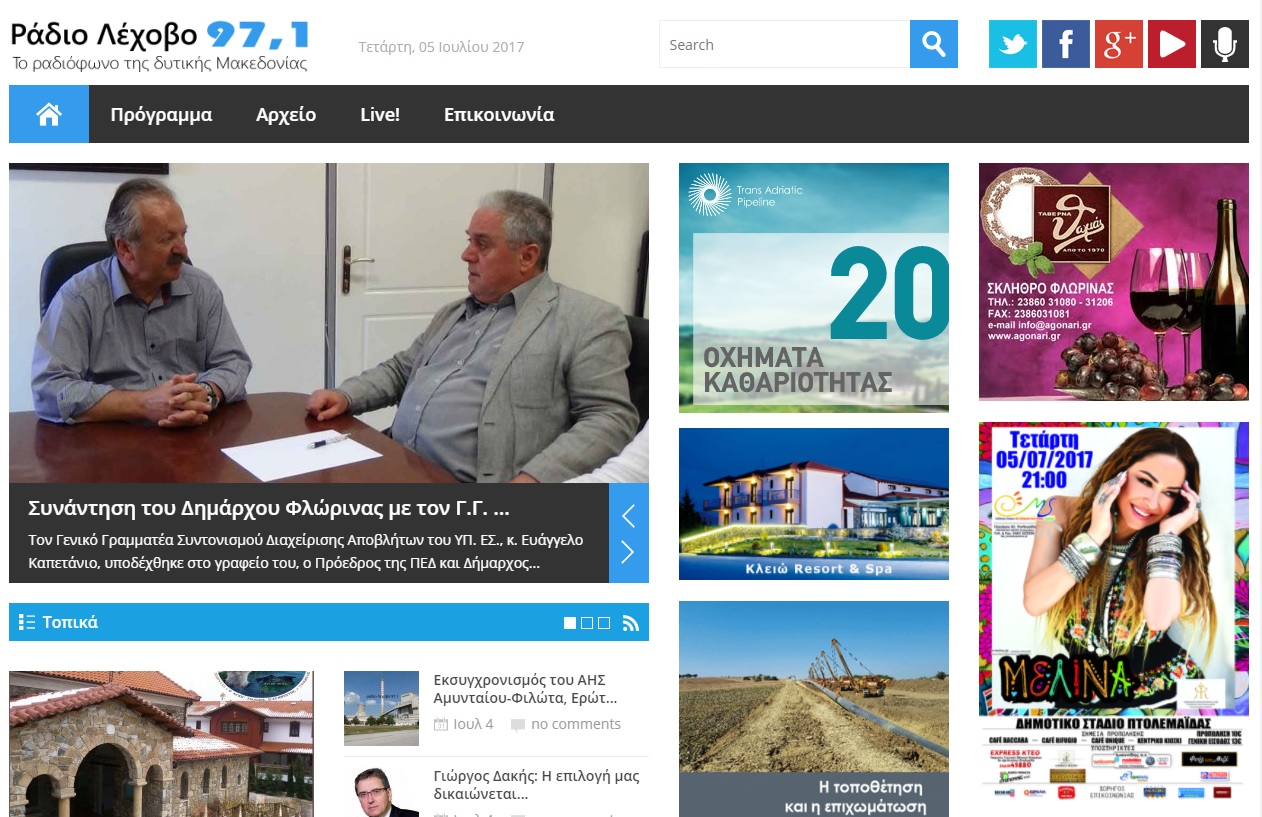 Ράδιο Λέχοβο 97,1
Το ραδιόφωνο της δυτικής Μακεδονίας
Τετάρτη, 05 Ιουλίου 2017
Search
Πρόγραμμα
Αρχείο
Live!
Επικοινωνία
Συνάντηση του Δημάρχου Φλώρινας με τον Γ.Γ. ...
Τον Γενικό Γραμματέα Συντονισμού Διαχείρισης Αποβλήτων του ΥΠ. ΕΣ., κ. Ευάγγελο
Καπετάνιο, υποδέχθηκε στο γραφείο του, ο Πρόεδρος της ΠΕΔ και Δήμαρχος...
Τοπικά
Εκσυγχρονισμός του ΑΗΣ
Αμυνταίου-Φιλώτα, Ερώτ...
Ιουλ 4
no comments
Γιώργος Δακής: Η επιλογή μας
δικαιώνεται...
Trans Adriatic
Pipeline
20
ΟΧΗΜΑΤΑ
ΚΑΘΑΡΙΟΤΗΤΑΣ
Κλειώ Resort & Spa
Η τοποθέτηση
και η επιχωμάτωση
ΤΑΒΕΡΝΑ
Θωμάς
ΑΠΟ ΤΟ 1970
ΣΚΛΗΘΡΟ ΦΛΩΡΙΝΑΣ
ΤΗΛ.: 23860 31080 - 31206
FAX: 2386031081
e-mail info@agonari.gr
www.agonari.gr
Τετάρτη
05/07/2017
21:00
ΜΕΛΙΝΑ
ΔΗΜΟΤΙΚΟ ΣΤΑΔΙΟ ΠΤΟΛΕΜΑΪΔΑΣ
ΣΗΜΕΙΑ ΠΡΟΠΩΛΗΣΗΣ
ΠΡΟΠΩΛΗΣΗ 10€
CAFE BACCARA — CAFE RIFUGIO — CAFE UNIQUE — ΚΕΝΤΡΙΚΟ ΚΙΟΣΚΙ
ΓΕΝΙΚΗ ΕΙΣΟΔΟΣ 13€
ΥΠΟΣΤΗΡΙΚΤΕΣ
EXPRESS ΚΤΕΟ
ΧΟΡΗΓΟΣ
ΕΠΙΚΟΙΝΩΝΙΑΣ